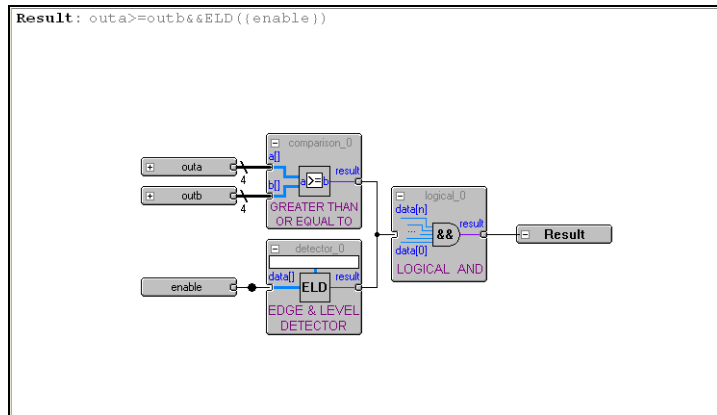 Result: outa>=outb&&ELD({enable})
comparison_0
outa
a[]
result
4
a >= b
outb
b[]
4
GREATER THAN
OR EQUAL TO
logical_0
data[n]
...
&&
result
data[0]
LOGICAL AND
Result
detector_0
data[]
result
enable
ELD
EDGE & LEVEL
DETECTOR